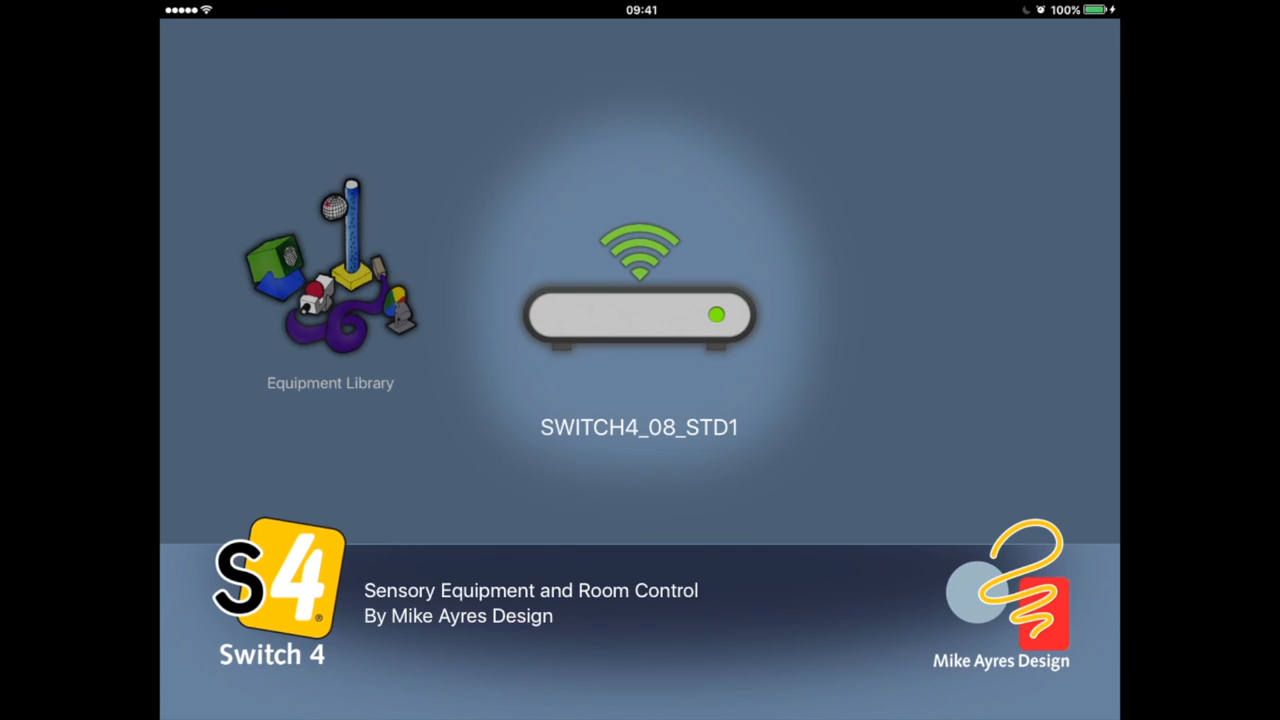 09:41
100%
Equipment Library
SWITCH4_08_STD1
S4®
Switch 4
Sensory Equipment and Room Control
By Mike Ayres Design
Mike Ayres Design